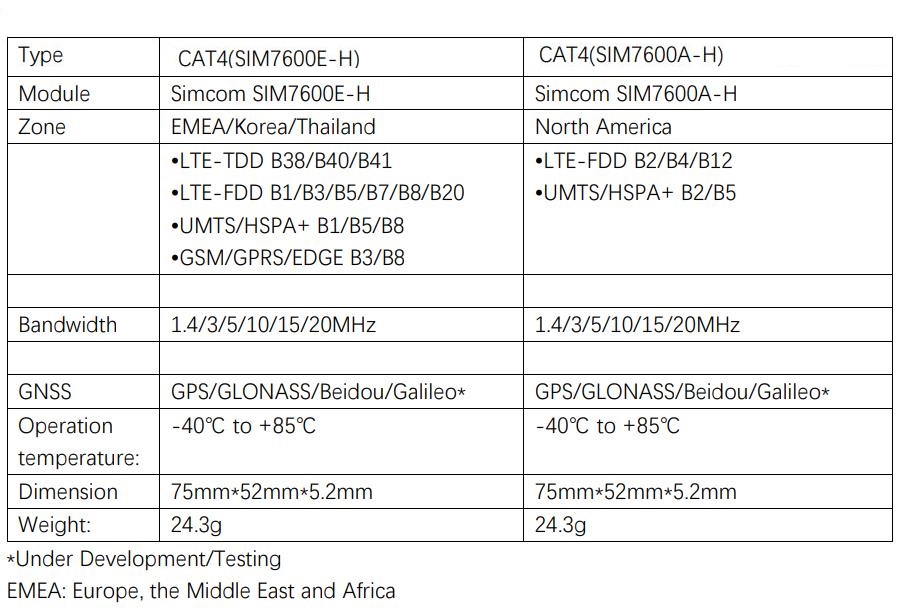 Type CAT4(SIM7600E-H) CAT4(SIM7600A-H)
Module Simcom SIM7600E-H Simcom SIM7600A-H
Zone EMEA/Korea/Thailand North America
•LTE-TDD B38/B40/B41 •LTE-FDD B2/B4/B12
•LTE-FDD B1/B3/B5/B7/B8/B20 •UMTS/HSPA+ B2/B5
•UMTS/HSPA+ B1/B5/B8
•GSM/GPRS/EDGE B3/B8
Bandwidth 1.4/3/5/10/15/20MHz 1.4/3/5/10/15/20MHz
GNSS GPS/GLONASS/Beidou/Galileo* GPS/GLONASS/Beidou/Galileo*
Operation -40℃ to +85℃ -40℃ to +85℃
temperature:
Dimension 75mm*52mm*5.2mm 75mm*52mm*5.2mm
Weight: 24.3g 24.3g
*Under Development/Testing
EMEA: Europe, the Middle East and Africa